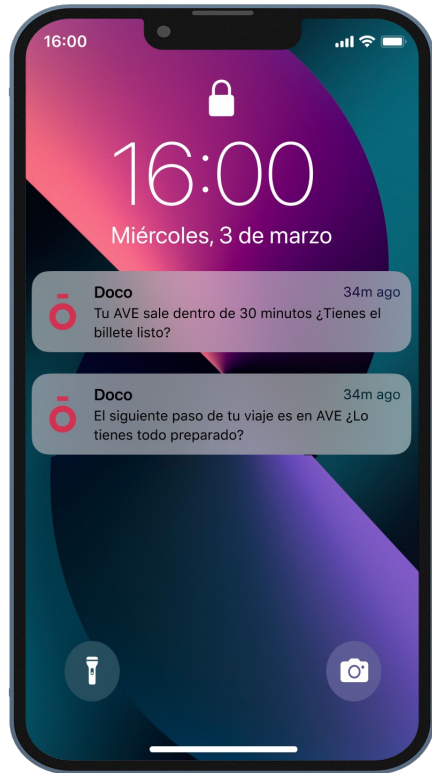 16:00
16:00
Miércoles, 3 de marzo
Doco 34m ago
Tu AVE sale dentro de 30 minutos ¿Tienes el
billete listo?
Doco 34m ago
El siguiente paso de tu viaje es en AVE ¿Lo
tienes todo preparado?